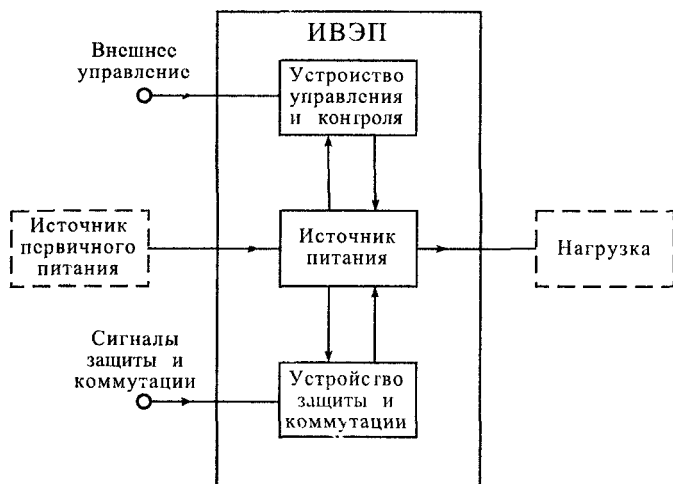 ИВЭП
Внешнее
управление
Устройство
управления
и контроля
Источник
первичного
питания
Источник
питания
Нагрузка
Сигналы
защиты и
коммутации
Устройство
защиты и
коммутации